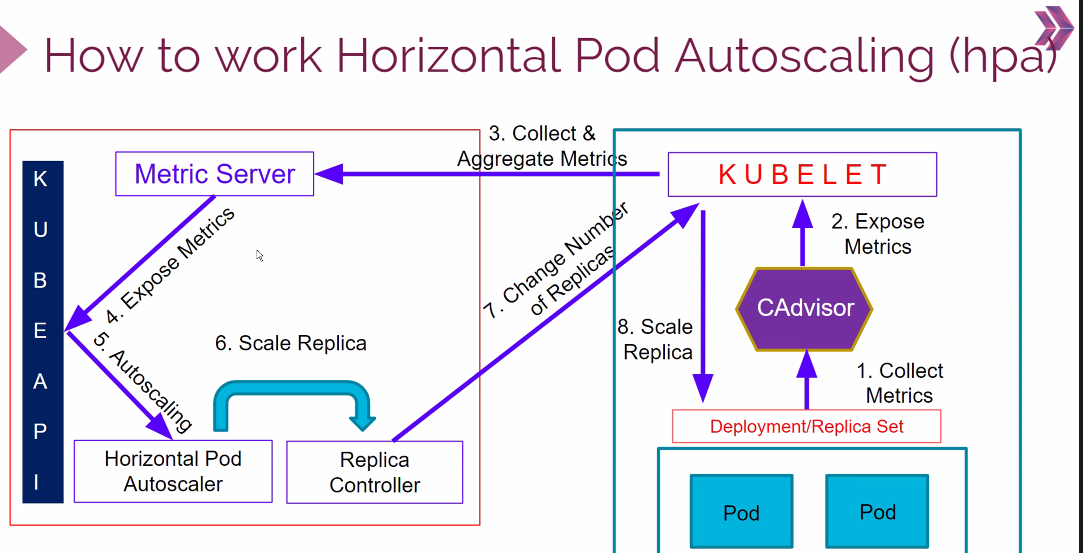 How to work Horizontal Pod Autoscaling (hpa)
3. Collect &
Aggregate Metrics
Metric Server
K U B E L E T
K
U
B
E
A
P
I
4. Expose Metrics
2. Expose
Metrics
7. Change Number
of Replicas
CAdvisor
5. Autoscaling
6. Scale Replica
8. Scale
Replica
1. Collect
Metrics
Deployment/Replica Set
Horizontal Pod
Autoscaler
Replica
Controller
Pod
Pod